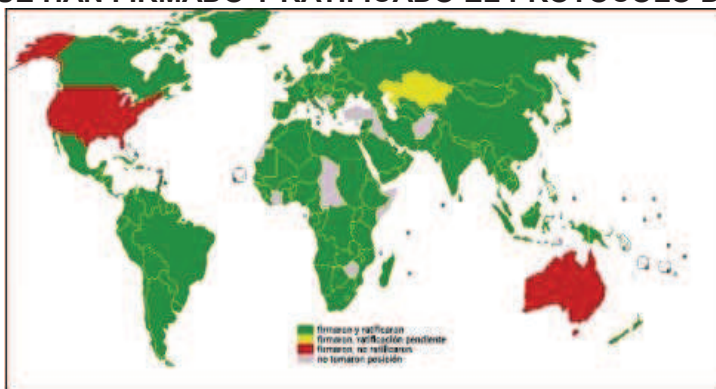 HAN FIRMADO Y RATIFICADO EL PROTOCOLO
firmaron y ratificaron
firmaron, ratificación pendiente
firmaron, no ratificaron
no tomaron posición